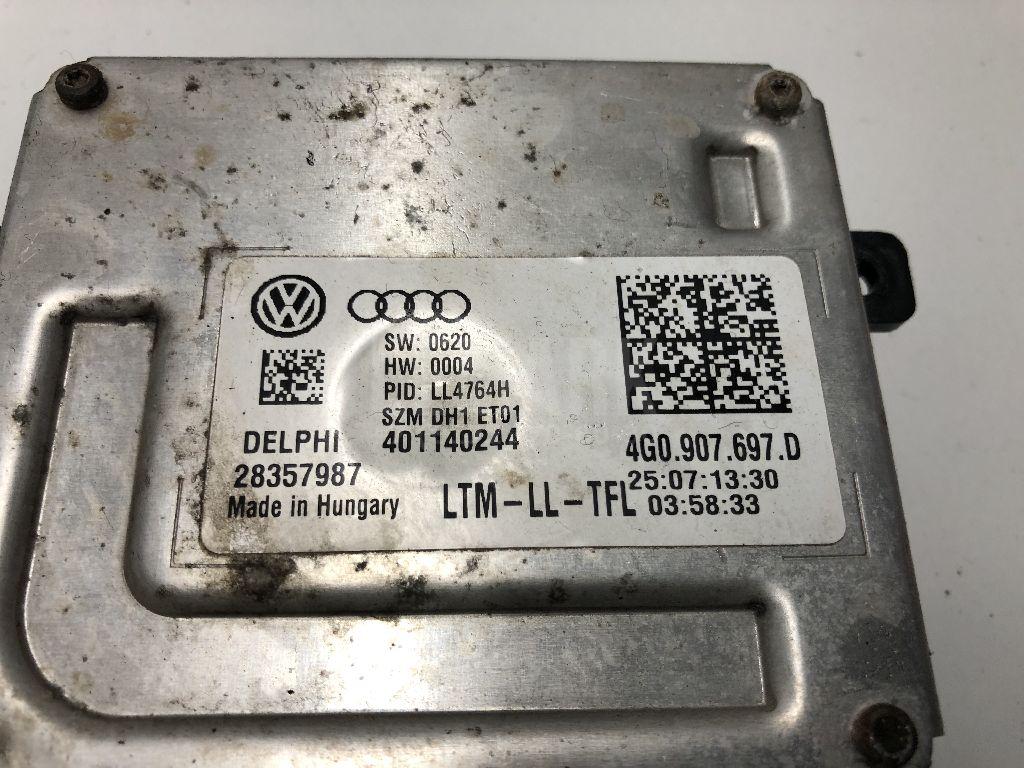 SW: 0620
HW: 0004
PID: LL4764H
SZM DH1 ET01
DELPHI 401140244
28357987
Made in Hungary
LTM-LL-TFL
4G0.907.697.D
25:07:13:30
03:58:33